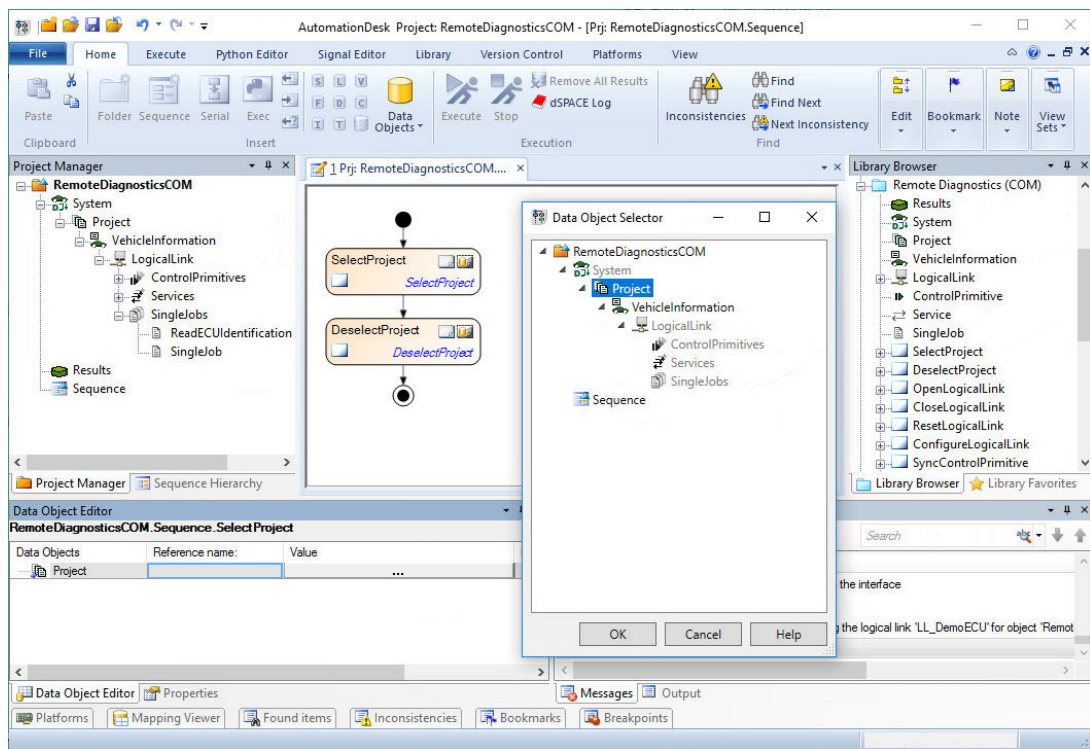 AutomationDesk Project: RemoteDiagnosticsCOM - [Prj: RemoteDiagnosticsCOM.Sequence]
File Home Execute Python Editor Signal Editor Library Version Control Platforms View
Paste
Clipboard
Folder Sequence Serial Exec
S L V
F D C
I T
Data Objects
Insert
Execute Stop
Remove All Results
dSPACE Log
Execution
Inconsistencies
Find
Find Next
Next Inconsistency
Find
Edit Bookmark Note View Sets
Project Manager
RemoteDiagnosticsCOM
System
Project
VehicleInformation
LogicalLink
ControlPrimitives
Services
SingleJobs
ReadECUIdentification
SingleJob
Results
Sequence
Project Manager Sequence Hierarchy
1 Prj: RemoteDiagnosticsCOM....
SelectProject
SelectProject
DeselectProject
DeselectProject
Data Object Selector
RemoteDiagnosticsCOM
System
Project
VehicleInformation
LogicalLink
ControlPrimitives
Services
SingleJobs
Sequence
OK Cancel Help
Library Browser
Remote Diagnostics (COM)
Results
System
Project
VehicleInformation
LogicalLink
ControlPrimitive
Service
SingleJob
SelectProject
DeselectProject
OpenLogicalLink
CloseLogicalLink
ResetLogicalLink
ConfigureLogicalLink
SyncControlPrimitive
Library Browser Library Favorites
Data Object Editor
RemoteDiagnosticsCOM.Sequence.SelectProject
Data Objects Reference name: Value
Project ...
Search
the interface
the logical link 'LL_DemoECU' for object 'Remot
Data Object Editor Properties
Messages Output
Platforms Mapping Viewer Found items Inconsistencies Bookmarks Breakpoints